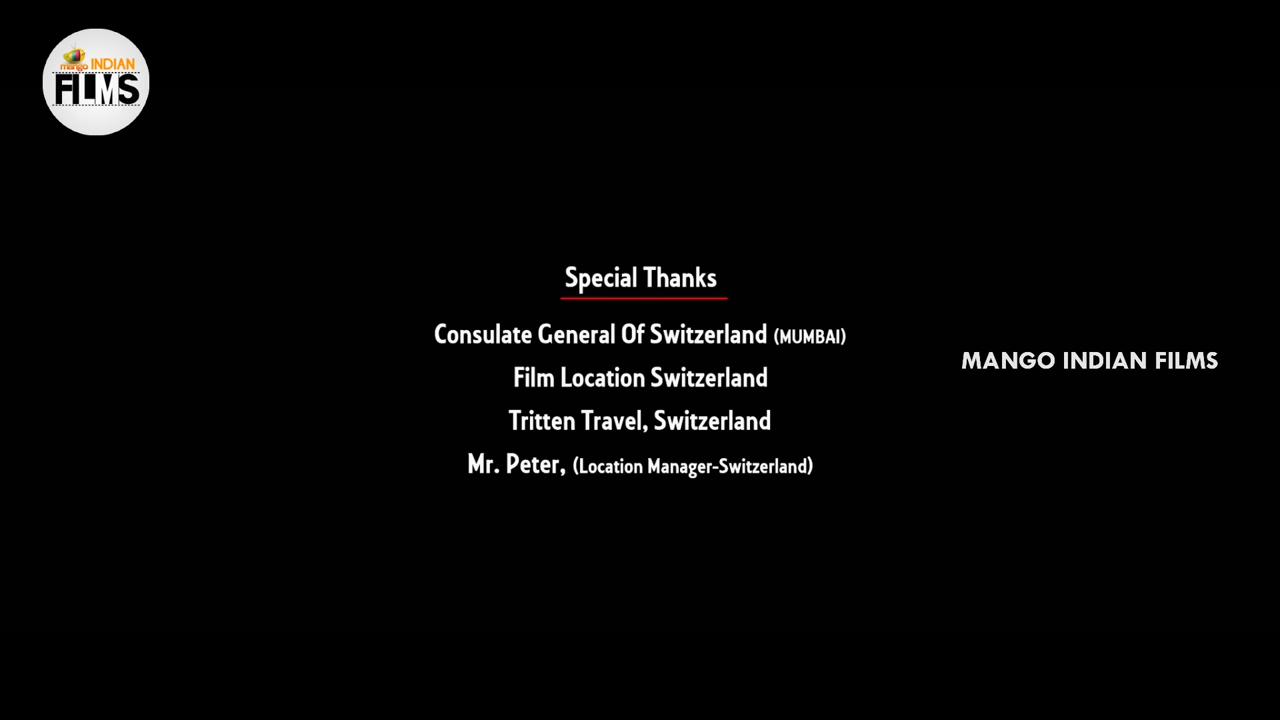 mango INDIAN
FILMS
Special Thanks
Consulate General Of Switzerland (MUMBAI)
Film Location Switzerland
Tritten Travel, Switzerland
Mr. Peter, (Location Manager-Switzerland)
MANGO INDIAN FILMS